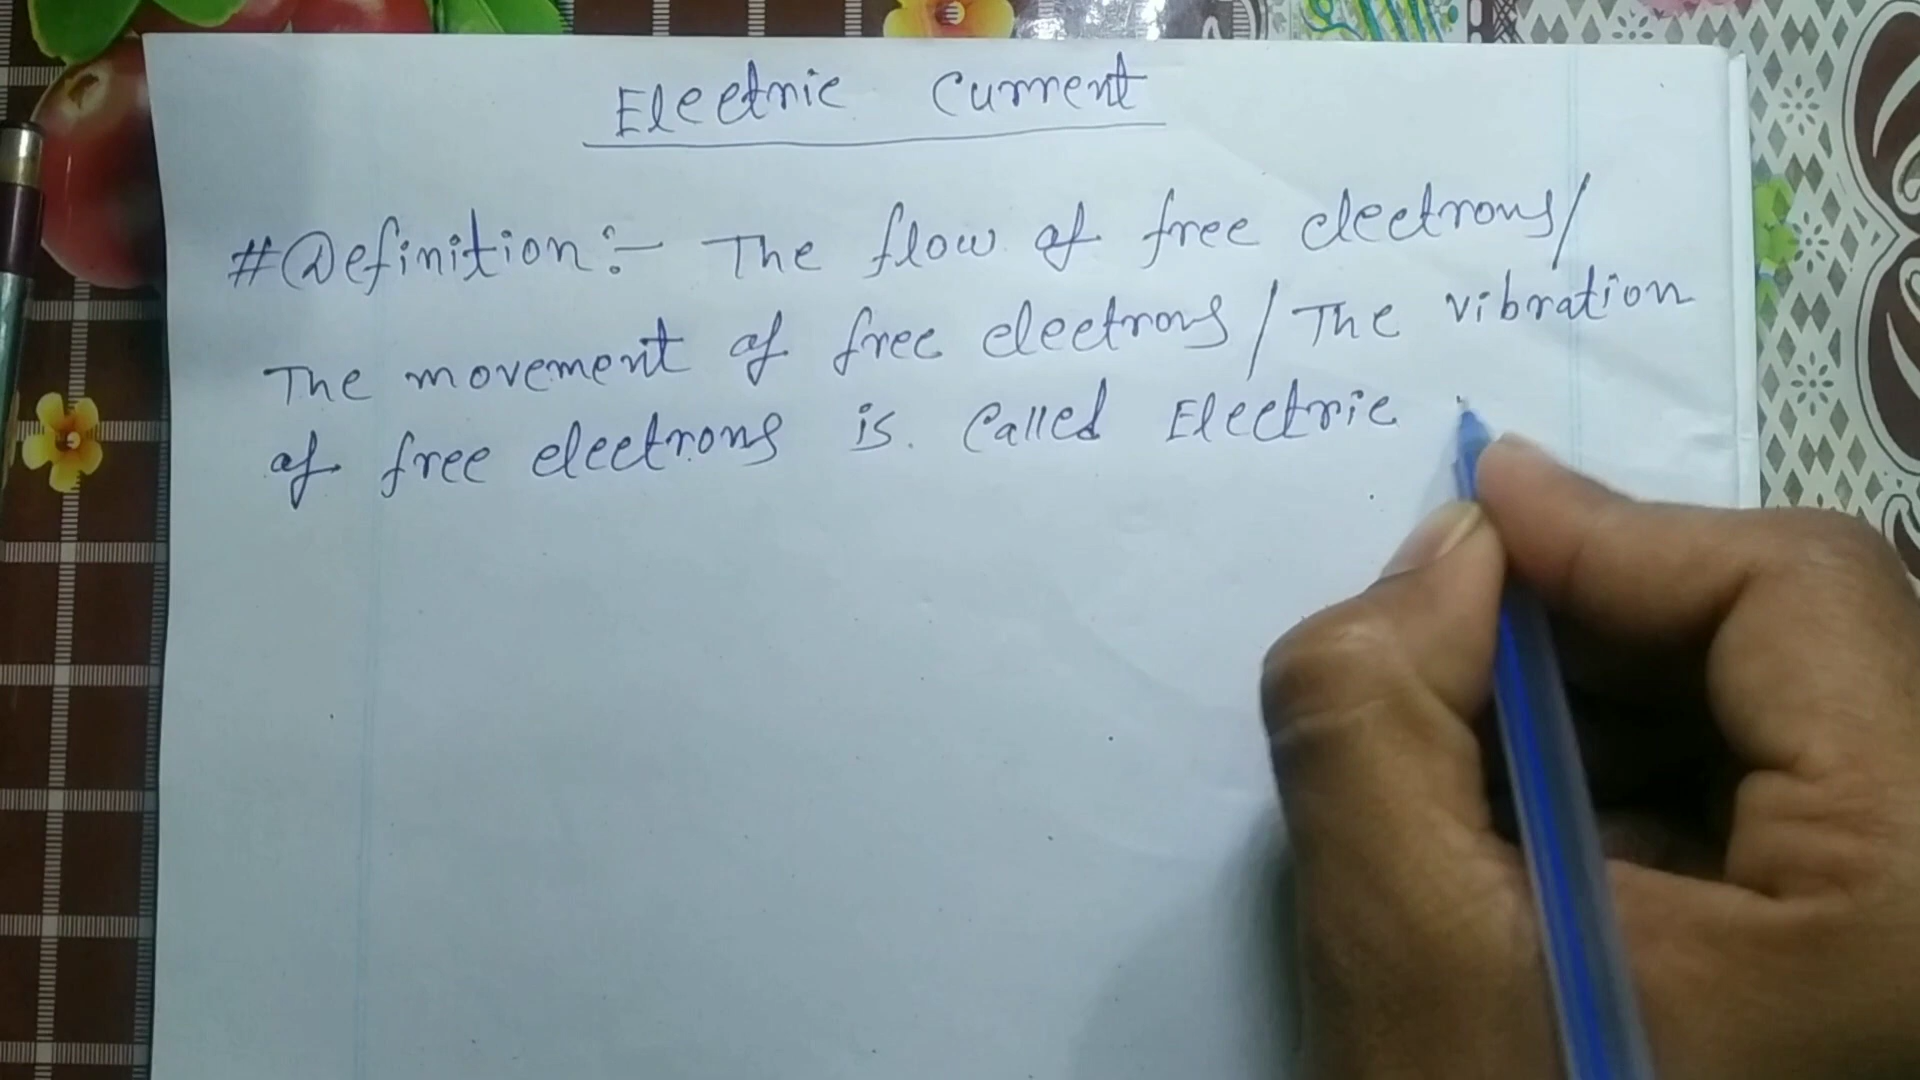 Electric Current
#Definition:- The flow of free electrons/
The movement of free electrons/The vibration
of free electrons is. Called Electric